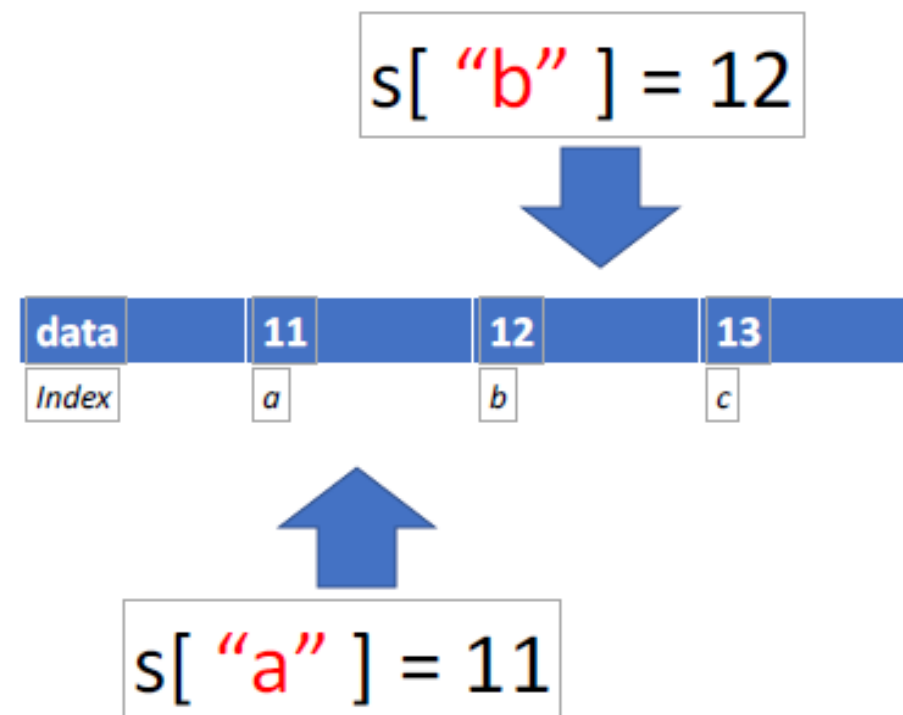 s[ “b” ] = 12
data 11 12 13
Index a b c
s[ “a” ] = 11